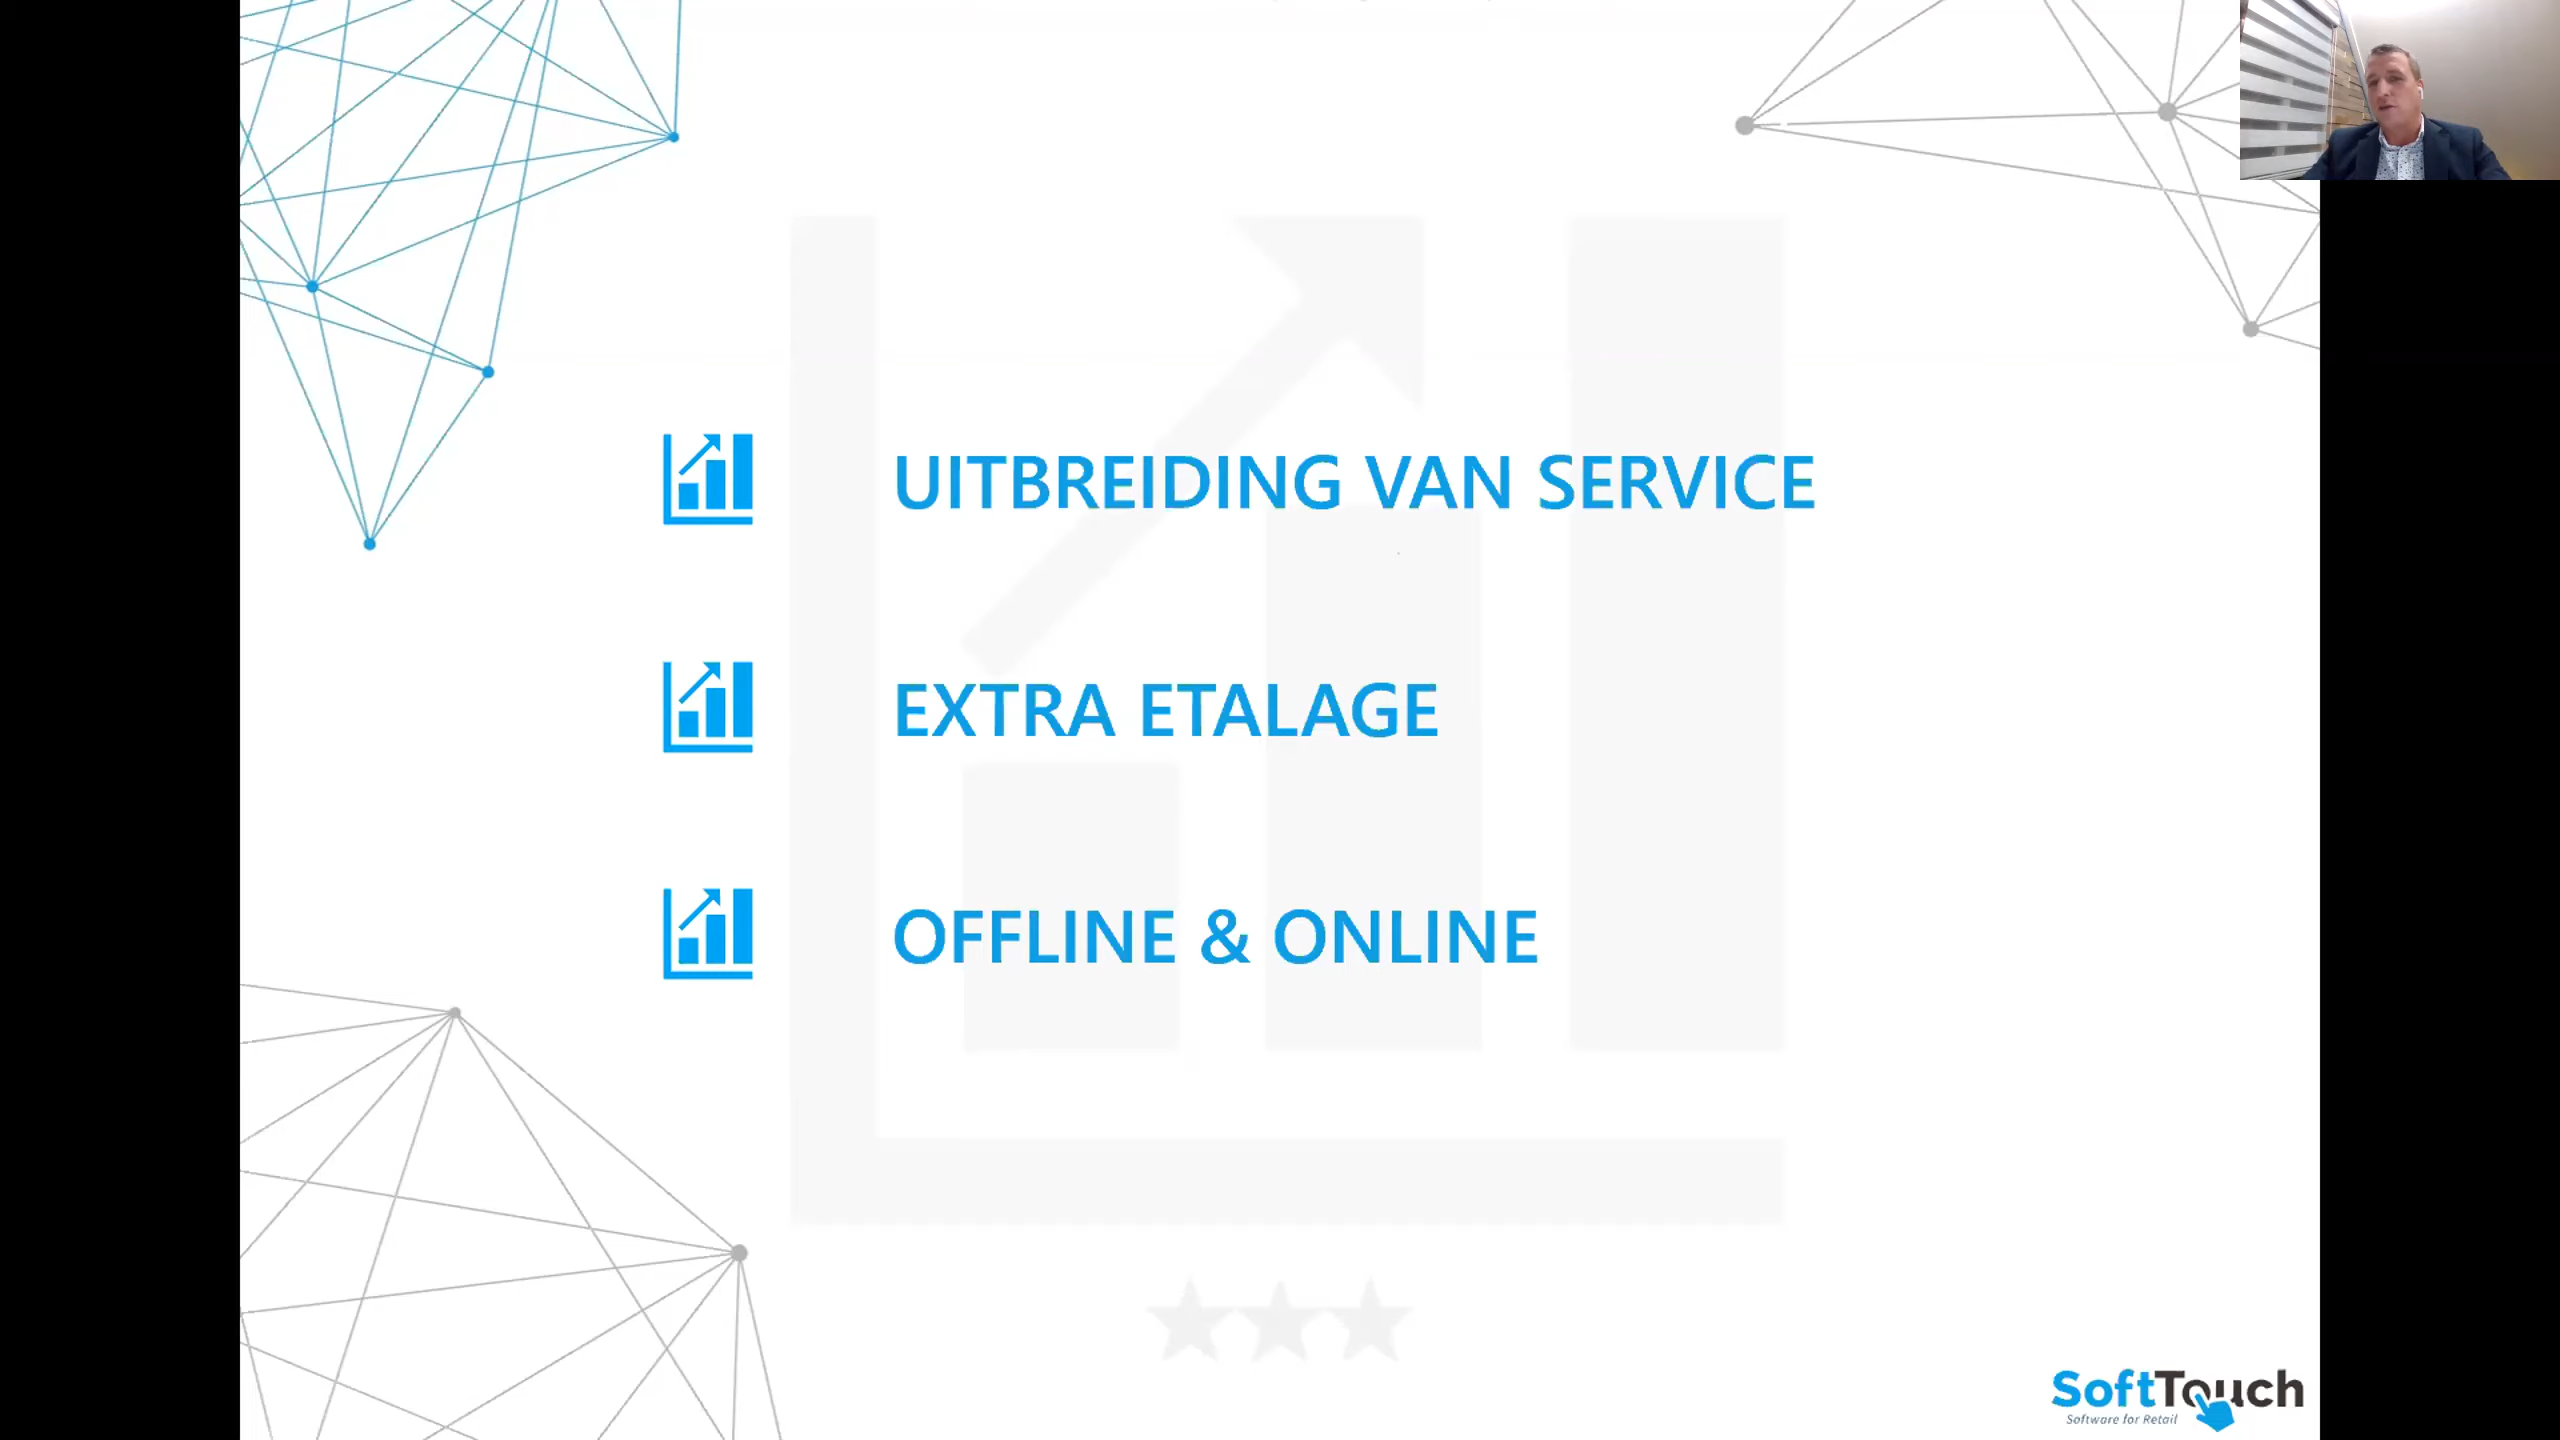 UITBREIDING VAN SERVICE
EXTRA ETALAGE
OFFLINE & ONLINE
SoftTouch
Software for Retail